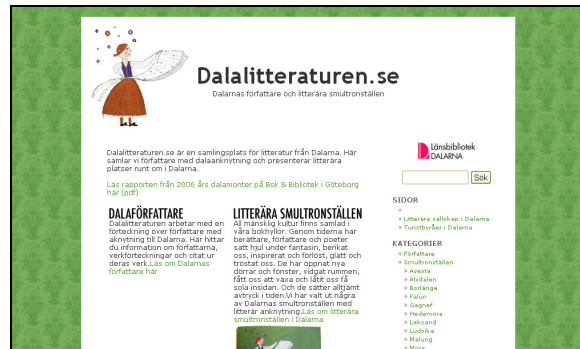 Dalalitteraturen.se
Dalarnas författare och litterära smultronställen
Dalalitteraturen.se är en samlingsplats för litteratur från Dalarna. Här
samlar vi författare med dalaanknytning och presenterar litterära
platser runt om i Dalarna.
Läs rapporten från 2006 års dalamonter på Bok & Bibliotek i Göteborg
här (pdf)
DALAFÖRFATTARE
Dalalitteraturen arbetar med en
förteckning över författare med
aknytning till Dalarna. Här hittar
du information om författarna,
verkförteckningar och citat ur
deras verk.Läs om Dalarnas
författare här
LITTERÄRA SMULTRONSTÄLLEN
All mänsklig kultur finns samlad i
våra bokhyllor. Genom tiderna har
berättare, författare och poeter
satt hjul under fantasin, berikat
oss, inspirerat och förlöst, glatt och
tröstat oss. De har öppnat nya
dörrar och fönster, vidgat rummen,
fått oss att växa och låtit oss få
sola insidan. Och de sätter alltjämt
avtryck i tiden.Vi har valt ut några
av Dalarnas smultronställen med
litterär anknytning.Läs om litterära
smultronställen i Dalarna
Länsbibliotek
DALARNA
Sök
SIDOR
»
» Litterära sällskap i Dalarna
» Turistbyråer i Dalarna
KATEGORIER
» Författare
» Smultronställen
» Avesta
» Älvdalen
» Borlänge
» Falun
» Gagnef
» Hedemora
» Leksand
» Ludvika
» Malung
» Mora